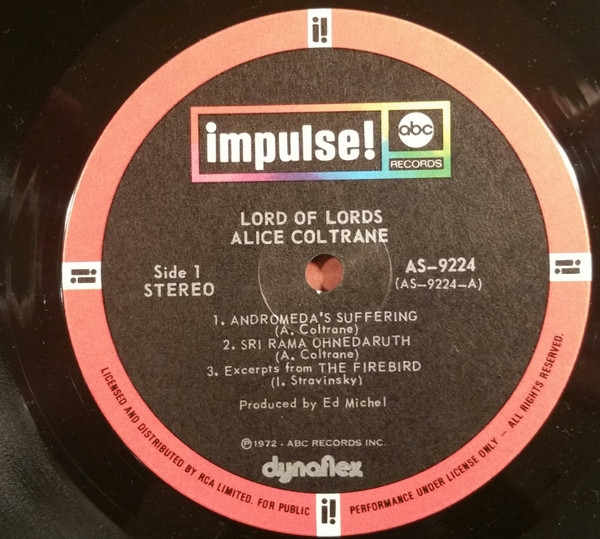 i!
impulse!
abc
RECORDS
LORD OF LORDS
ALICE COLTRANE
Side 1
STEREO
AS-9224
(AS-9224-A)
i!
i!
1. ANDROMEDA'S SUFFERING
(A. Coltrane)
2. SRI RAMA OHNEDARUTH
(A. Coltrane)
3. Excerpts from THE FIREBIRD
(I. Stravinsky)
Produced by Ed Michel
℗ 1972 - ABC RECORDS INC.
dynaflex
LICENSED AND DISTRIBUTED BY RCA LIMITED. FOR PUBLIC
i!
PERFORMANCE UNDER LICENSE ONLY - ALL RIGHTS RESERVED.